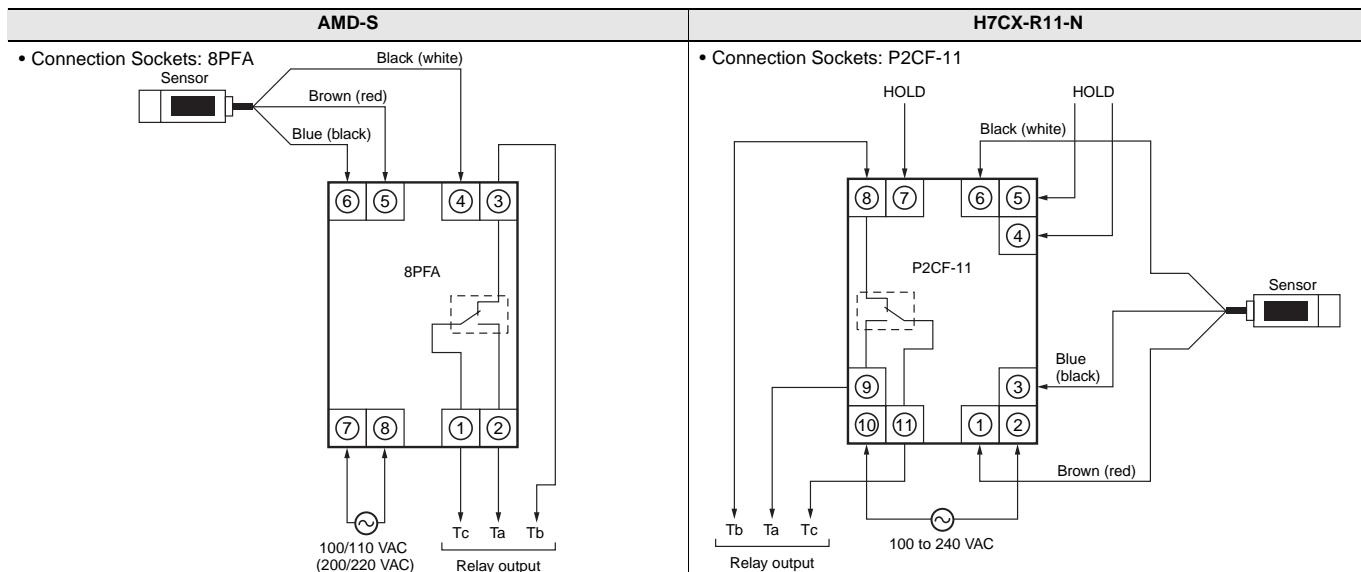 AMD-S
• Connection Sockets: 8PFA
Sensor
Black (white)
Brown (red)
Blue (black)
6 5 4 3
8PFA
7 8 1 2
Tc Ta Tb
100/110 VAC
(200/220 VAC)
Relay output
H7CX-R11-N
• Connection Sockets: P2CF-11
HOLD
HOLD
Black (white)
8 7 6 5
4
P2CF-11
Sensor
Blue
(black)
9 3
10 11 1 2
Brown (red)
Tb Ta Tc
100 to 240 VAC
Relay output